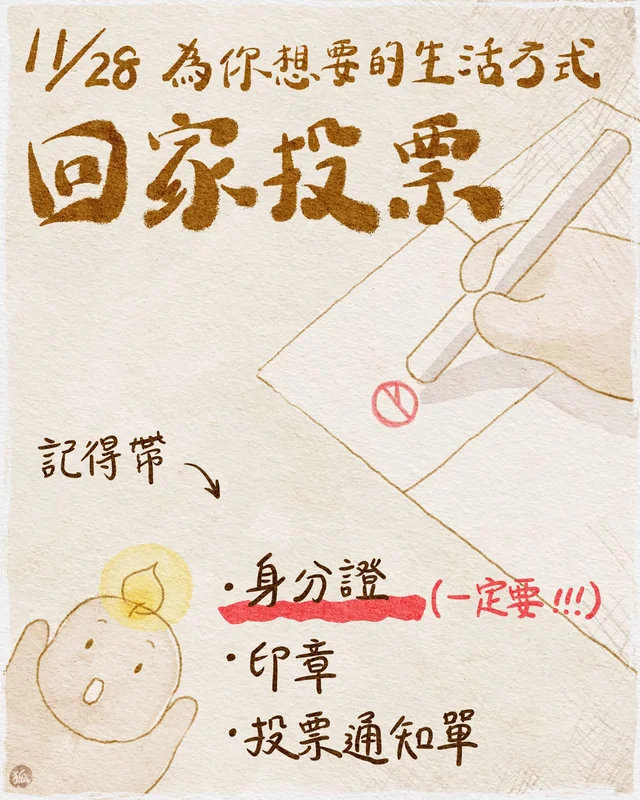 11/28 為你想要的生活方式
回家投票
記得帶
・身分證 (一定要!!!)
・印章
・投票通知單
狐